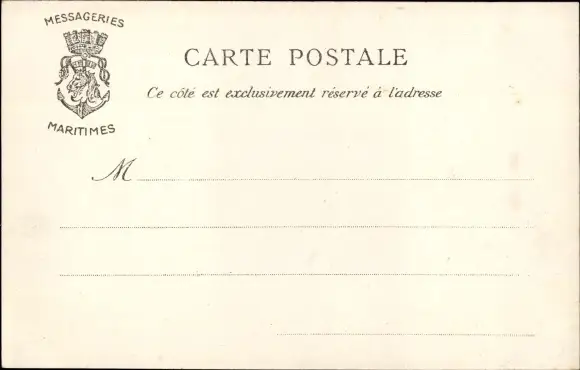 MESSAGERIES
MARITIMES
CARTE POSTALE
Ce côté est exclusivement réservé à l'adresse
M